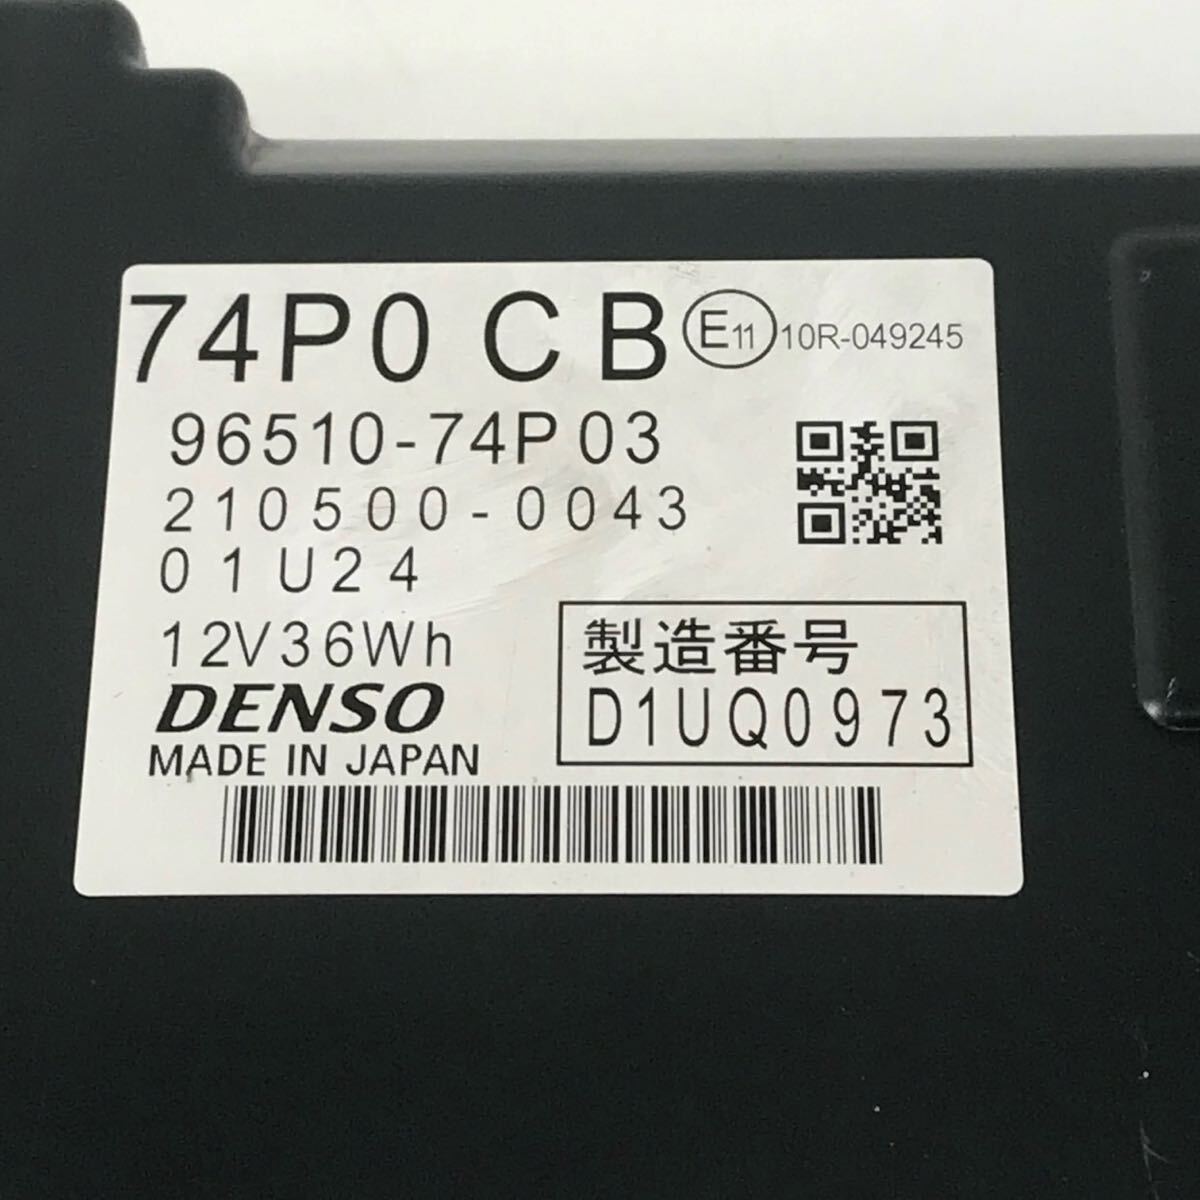 74P0 C B E11 10R-049245
96510-74P03
210500-0043
01U24
12V36Wh
DENSO
MADE IN JAPAN
製造番号
D1UQ0973